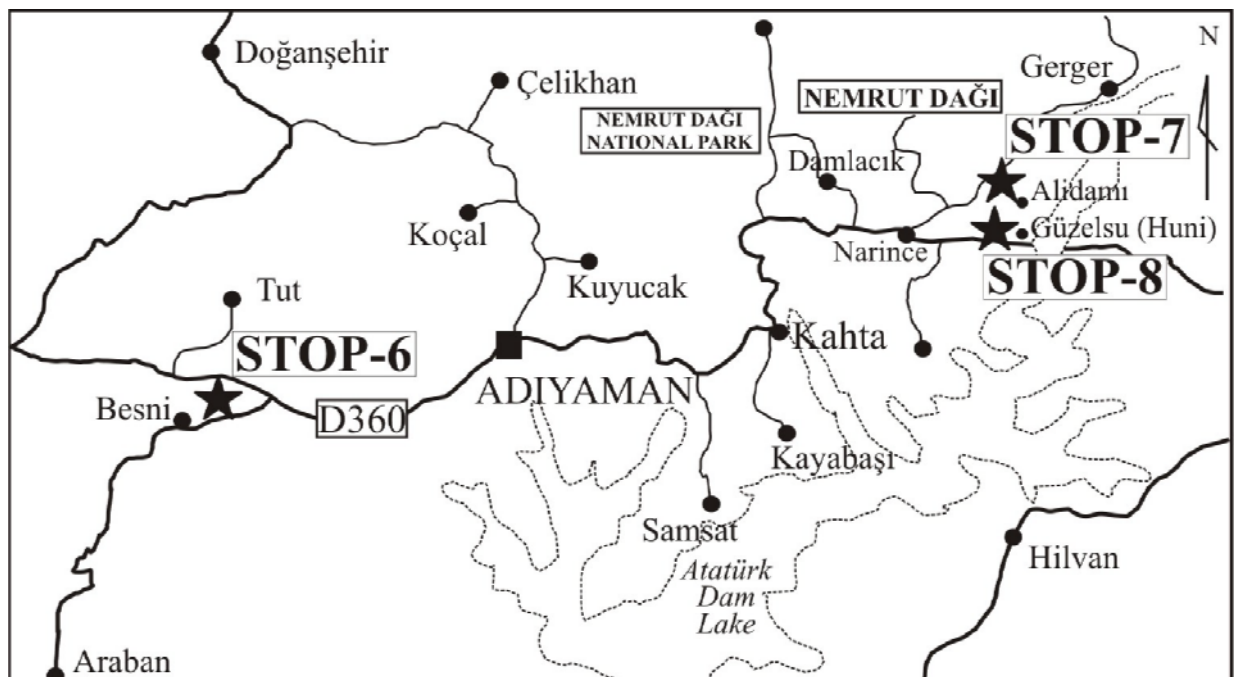 Doğanşehir
Çelikhan
NEMRUT DAĞI
NATIONAL PARK
NEMRUT DAĞI
Gerger
N
STOP-7
Damlacık
Alidamı
Koçal
Narince
Güzelsu (Huni)
Kuyucak
STOP-8
Tut
STOP-6
Kahta
Besni
D360
ADIYAMAN
Kayabaşı
Samsat
Atatürk
Dam
Lake
Hilvan
Araban